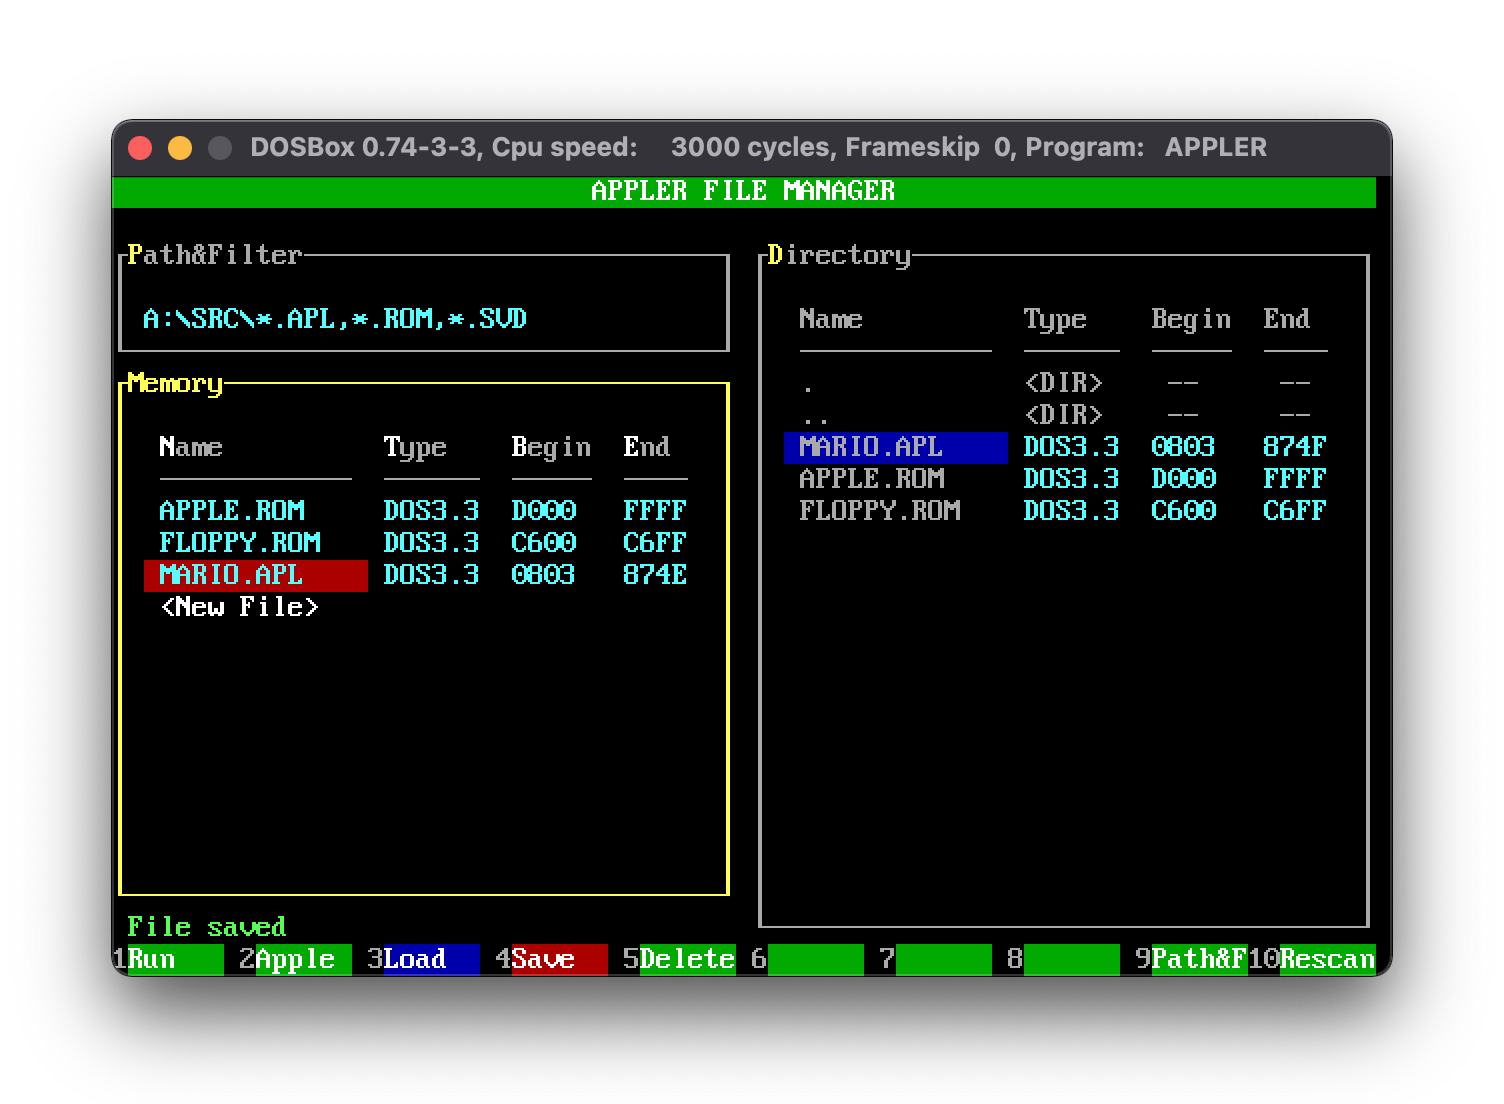 DOSBox 0.74-3-3, Cpu speed: 3000 cycles, Frameskip 0, Program: APPLER
APPLER FILE MANAGER
Path&Filter
A:\SRC\*.APL,*.ROM,*.SVD
Memory
Name Type Begin End
APPLE.ROM DOS3.3 D000 FFFF
FLOPPY.ROM DOS3.3 C600 C6FF
MARIO.APL DOS3.3 0803 874E
<New File>
File saved
Directory
Name Type Begin End
. <DIR> -- --
.. <DIR> -- --
MARIO.APL DOS3.3 0803 874F
APPLE.ROM DOS3.3 D000 FFFF
FLOPPY.ROM DOS3.3 C600 C6FF
1Run 2Apple 3Load 4Save 5Delete 6 7 8 9Path&F10Rescan